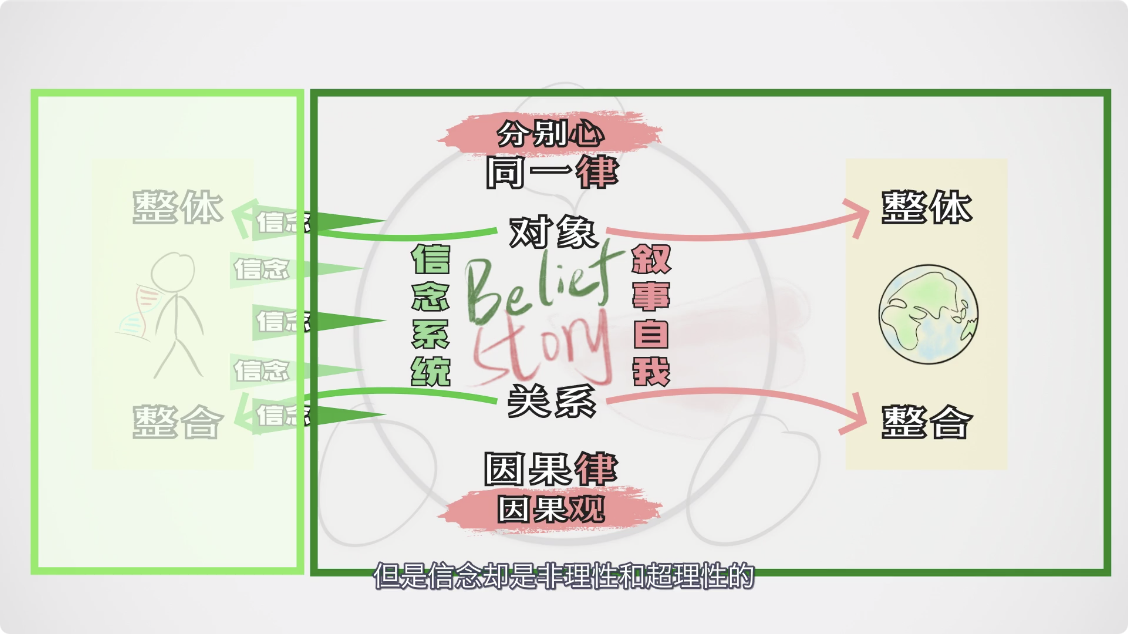 分别心
同一律
整体
信念
对象
整体
信念
信念系统
Belief
叙事自我
信念
Story
信念
关系
整合
信念
整合
因果律
因果观
但是信念却是非理性和超理性的